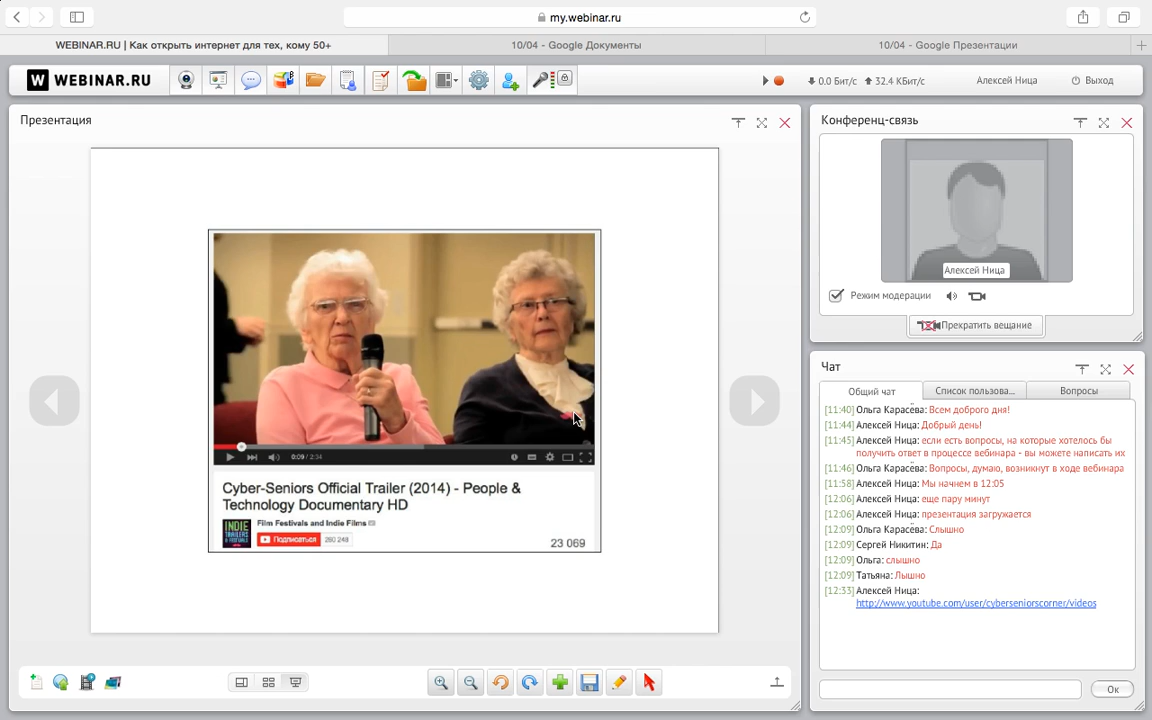 my.webinar.ru
WEBINAR.RU | Как открыть интернет для тех, кому 50+
10/04 - Google Документы
10/04 - Google Презентации
W WEBINAR.RU
0.0 Бит/с 32.4 КБит/с
Алексей Ница
Выход
Презентация
Cyber-Seniors Official Trailer (2014) - People &
Technology Documentary HD
INDIE
Film Festivals and Indie Films
Подписаться 260 248
23 069
0:09 / 2:34
Конференц-связь
Алексей Ница
Режим модерации
Прекратить вещание
Чат
Общий чат
Список пользова...
Вопросы
[11:40] Ольга Карасёва: Всем доброго дня!
[11:44] Алексей Ница: Добрый день!
[11:45] Алексей Ница: если есть вопросы, на которые хотелось бы
получить ответ в процессе вебинара - вы можете написать их
[11:46] Ольга Карасёва: Вопросы, думаю, возникнут в ходе вебинара
[11:58] Алексей Ница: Мы начнем в 12:05
[12:06] Алексей Ница: еще пару минут
[12:06] Алексей Ница: презентация загружается
[12:09] Ольга Карасёва: Слышно
[12:09] Сергей Никитин: Да
[12:09] Ольга: слышно
[12:09] Татьяна: Лышно
[12:33] Алексей Ница:
http://www.youtube.com/user/cyberseniorscorner/videos
Ок